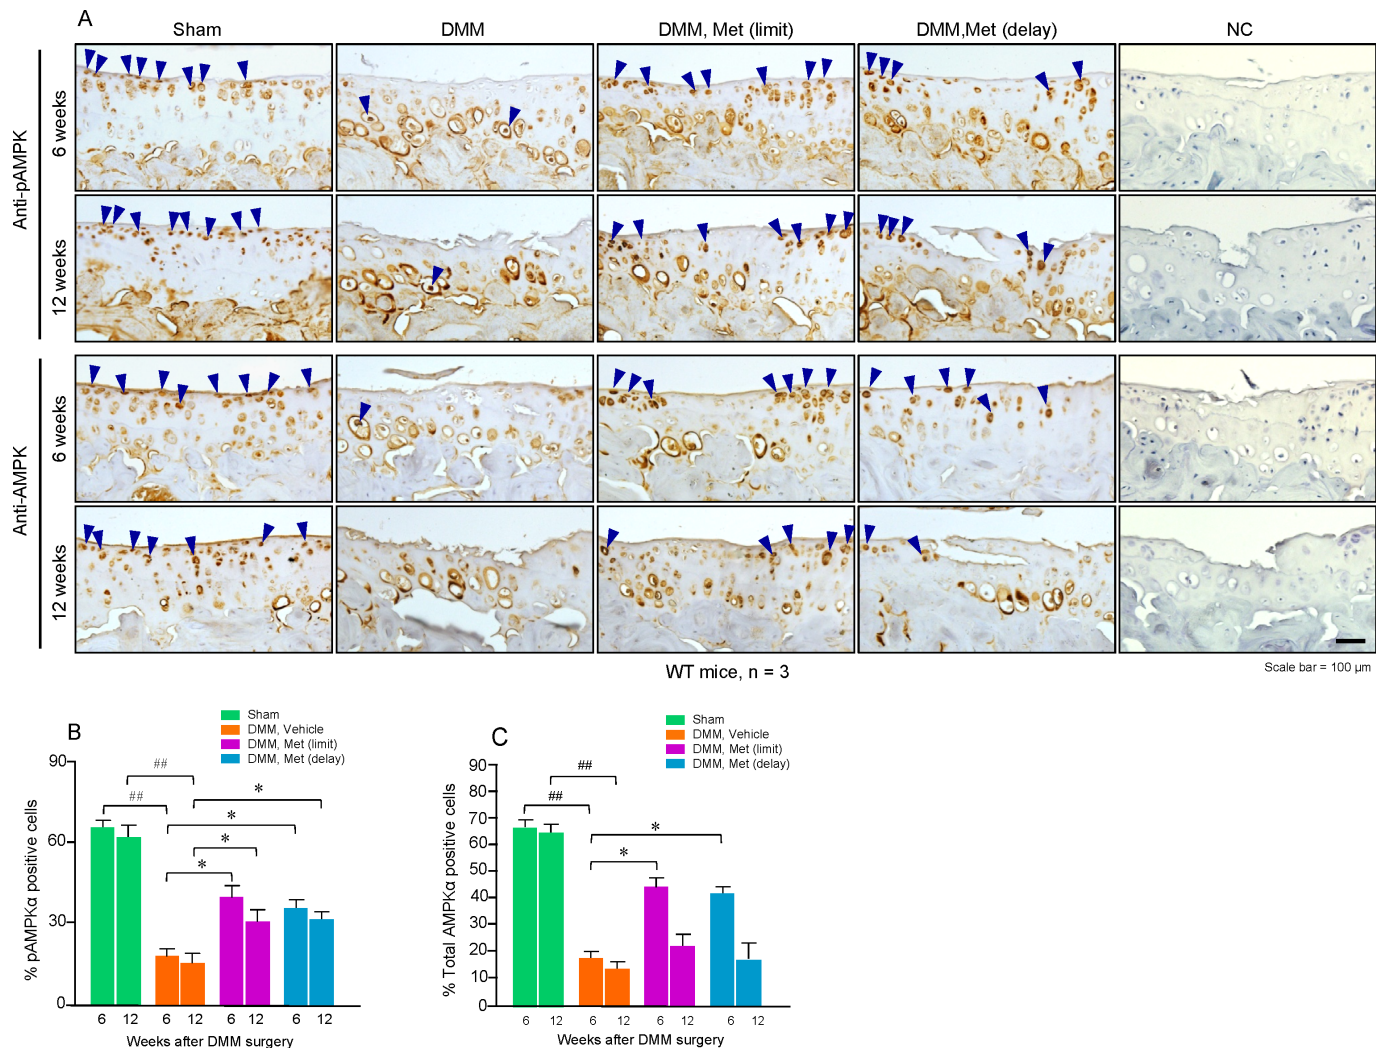 A
Sham
DMM
DMM, Met (limit)
DMM,Met (delay)
NC
Anti-pAMPK
6 weeks
12 weeks
Anti-AMPK
6 weeks
12 weeks
WT mice, n = 3
Scale bar = 100 µm
B
Sham
DMM, Vehicle
DMM, Met (limit)
DMM, Met (delay)
% pAMPKα positive cells
90
60
30
0
##
##
*
*
*
*
6 12 6 12 6 12 6 12
Weeks after DMM surgery
C
Sham
DMM, Vehicle
DMM, Met (limit)
DMM, Met (delay)
% Total AMPKα positive cells
90
80
70
60
50
40
30
20
10
0
##
##
*
*
6 12 6 12 6 12 6 12
Weeks after DMM surgery